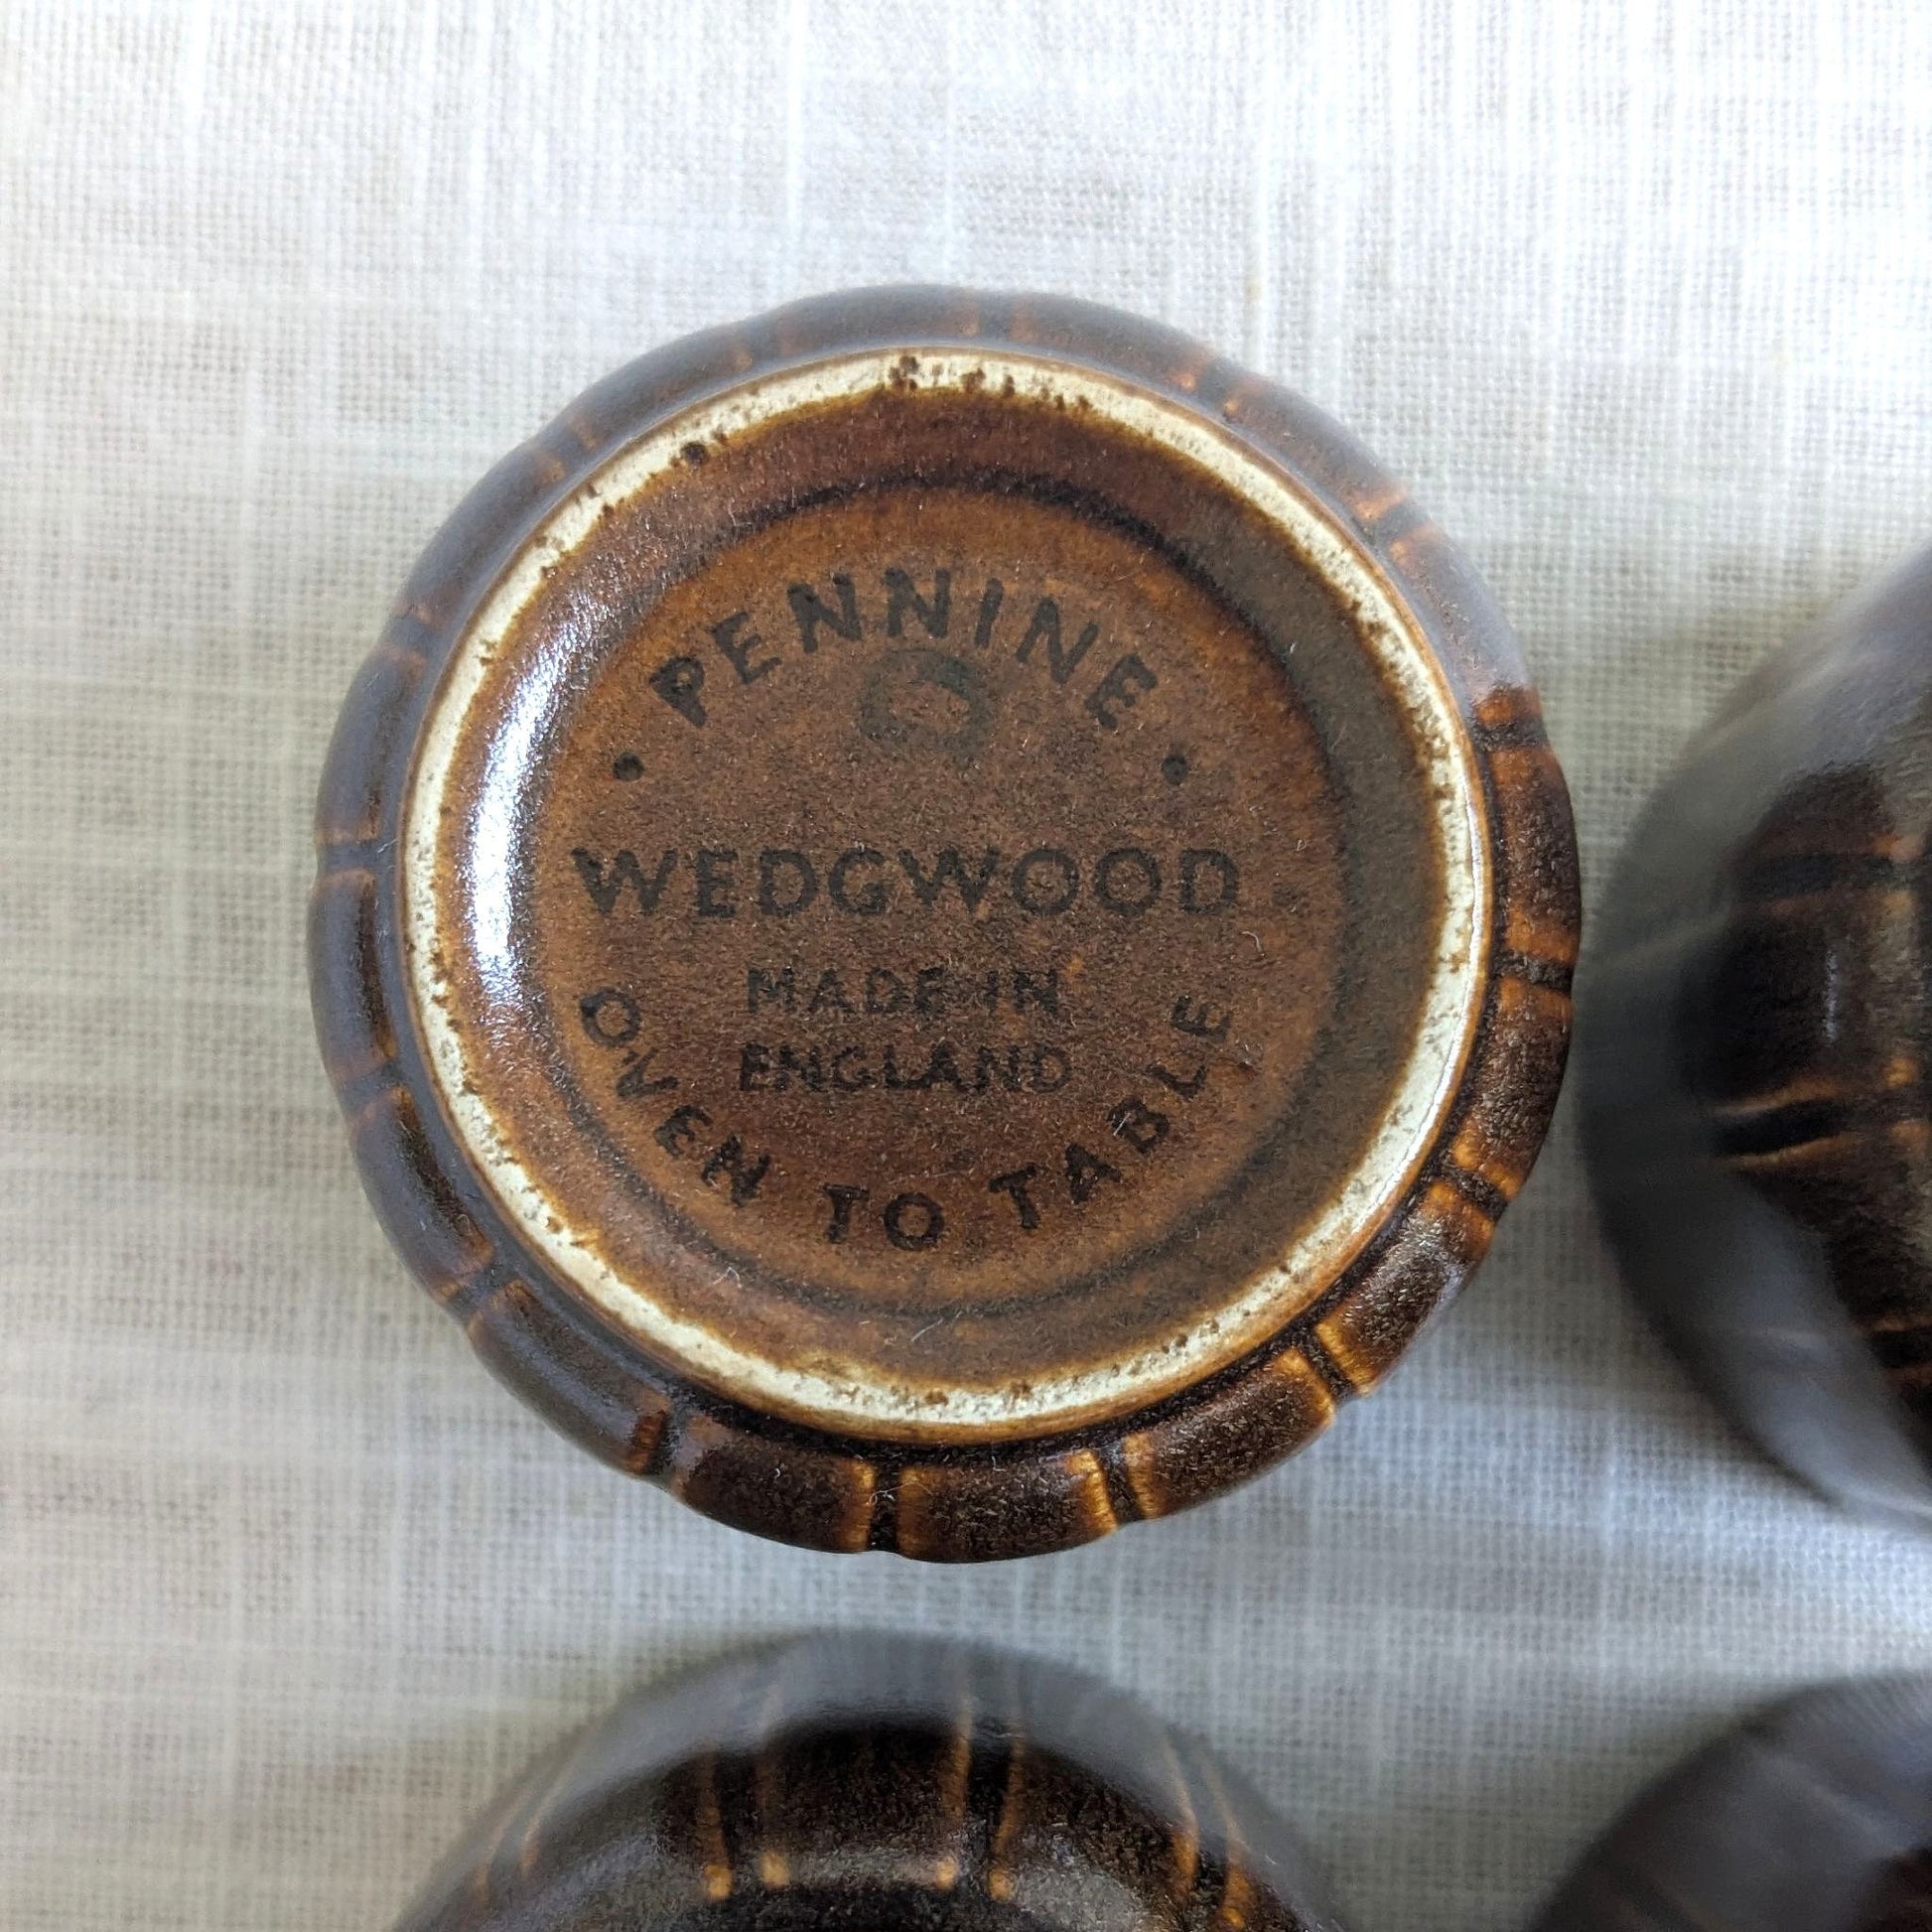 PENNINE
WEDGWOOD
MADE IN
ENGLAND
OVEN TO TABLE